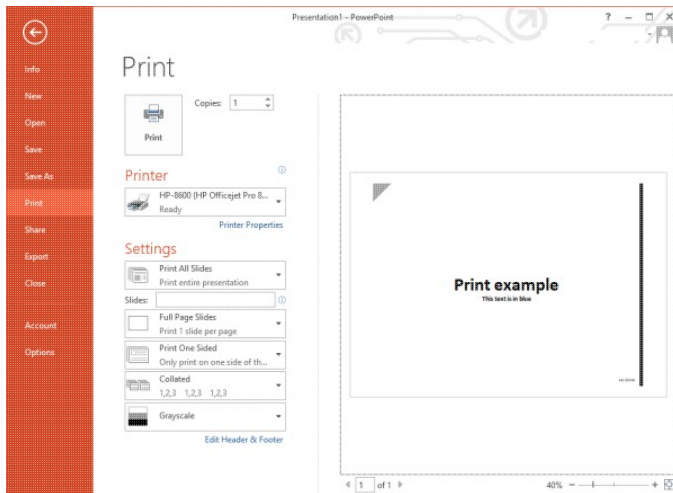 Presentation1 - PowerPoint
?
Info
New
Open
Save
Save As
Print
Share
Export
Close
Account
Options
Print
Print
Copies: 1
Printer
HP-8600 (HP Officejet Pro 8...
Ready
Printer Properties
Settings
Print All Slides
Print entire presentation
Slides:
Full Page Slides
Print 1 slide per page
Print One Sided
Only print on one side of th...
Collated
1,2,3 1,2,3 1,2,3
Grayscale
Edit Header & Footer
Print example
This text is in blue
1 of 1
40%